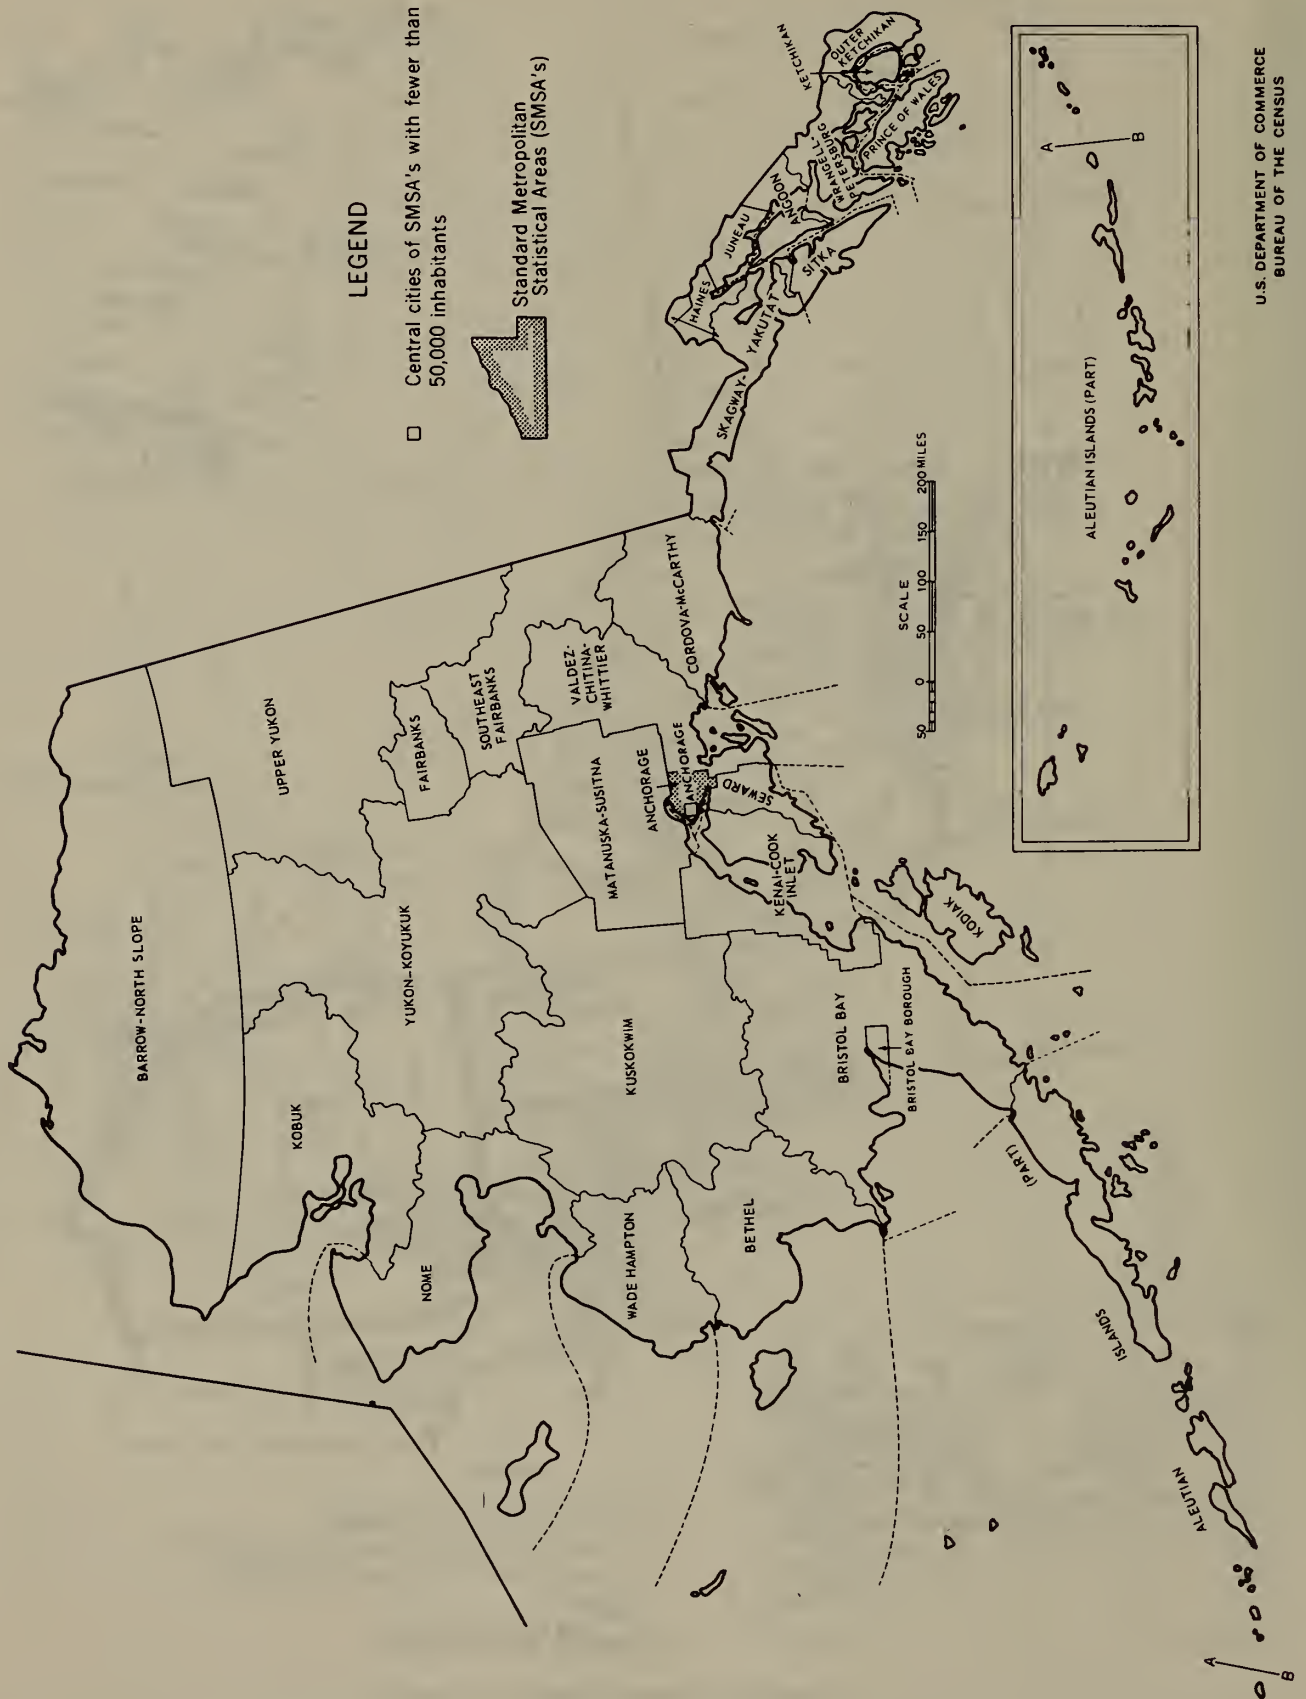 BARROW-NORTH SLOPE
KOBUK
UPPER YUKON
NOME
YUKON-KOYUKUK
FAIRBANKS
SOUTHEAST
FAIRBANKS
WADE HAMPTON
KUSKOKWIM
MATANUSKA-SUSITNA
VALDEZ-
CHITINA-
WHITTIER
BETHEL
ANCHORAGE
ANCHORAGE
CORDOVA-McCARTHY
SEWARD
KENAI-COOK
INLET
BRISTOL BAY
BRISTOL BAY BOROUGH
KODIAK
SKAGWAY-
YAKUTAT
HAINES
JUNEAU
ANGOON
SITKA
WRANGELL-
PETERSBURG
PRINCE OF WALES
KETCHIKAN
OUTER
KETCHIKAN
ALEUTIAN
ISLANDS
(PART)
A
B
LEGEND
Central cities of SMSA's with fewer than
50,000 inhabitants
Standard Metropolitan
Statistical Areas (SMSA's)
SCALE
50 0 50 100 150 200 MILES
ALEUTIAN ISLANDS (PART)
A
B
U.S. DEPARTMENT OF COMMERCE
BUREAU OF THE CENSUS